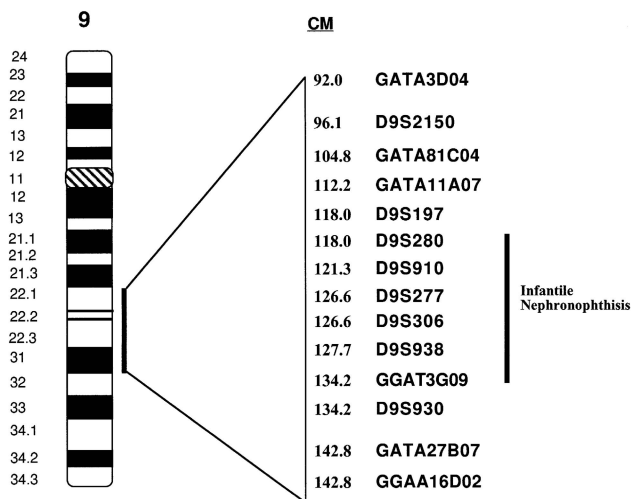 9
CM
24
23
22
21
13
12
11
12
13
21.1
21.2
21.3
22.1
22.2
22.3
31
32
33
34.1
34.2
34.3
92.0 GATA3D04
96.1 D9S2150
104.8 GATA81C04
112.2 GATA11A07
118.0 D9S197
118.0 D9S280
121.3 D9S910
126.6 D9S277
126.6 D9S306
127.7 D9S938
134.2 GGAT3G09
134.2 D9S930
142.8 GATA27B07
142.8 GGAA16D02
Infantile
Nephronophthisis